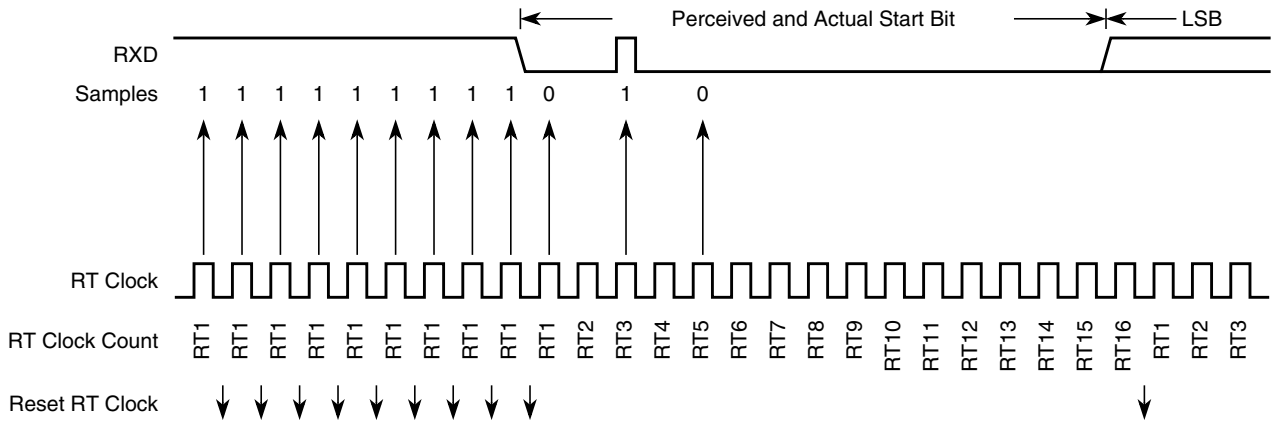 Perceived and Actual Start Bit LSB
RXD
Samples 1 1 1 1 1 1 1 1 1 0 1 0
RT Clock
RT Clock Count RT1 RT1 RT1 RT1 RT1 RT1 RT1 RT1 RT1 RT1 RT2 RT3 RT4 RT5 RT6 RT7 RT8 RT9 RT10 RT11 RT12 RT13 RT14 RT15 RT16 RT1 RT2 RT3
Reset RT Clock